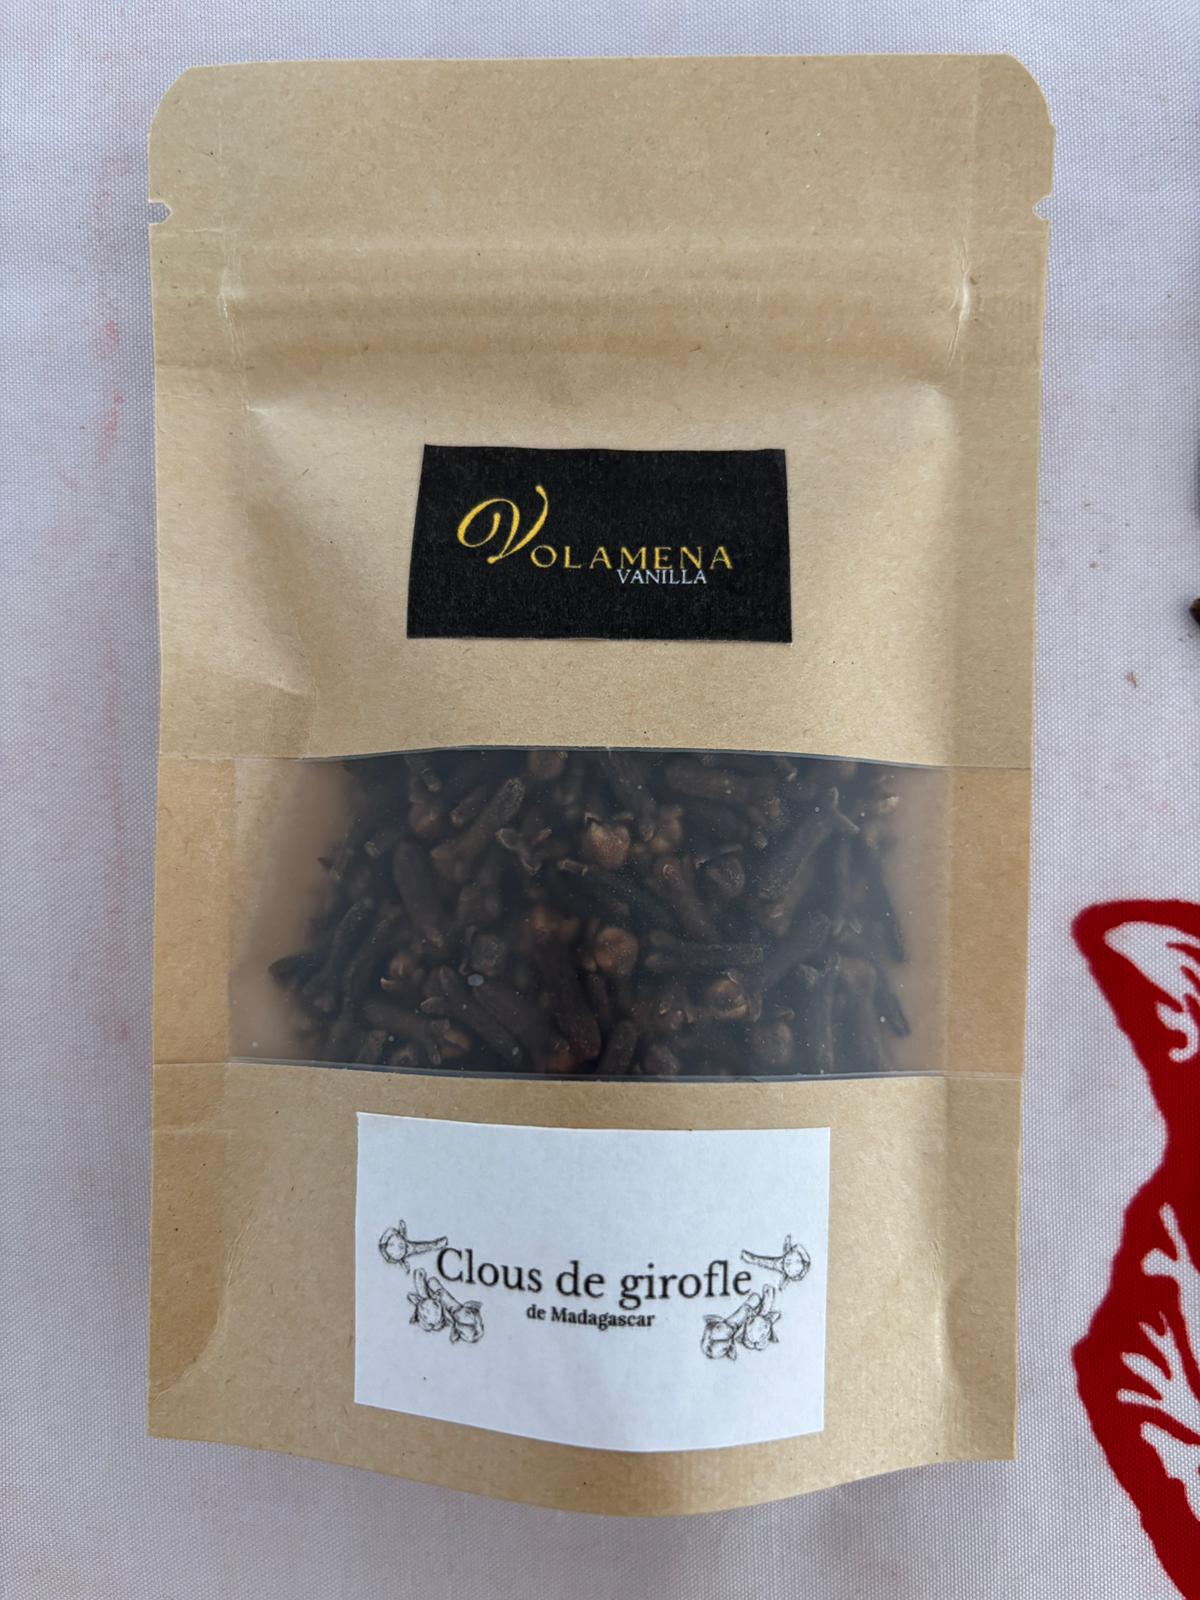 VOLAMENA
VANILLA
Clous de girofle
de Madagascar